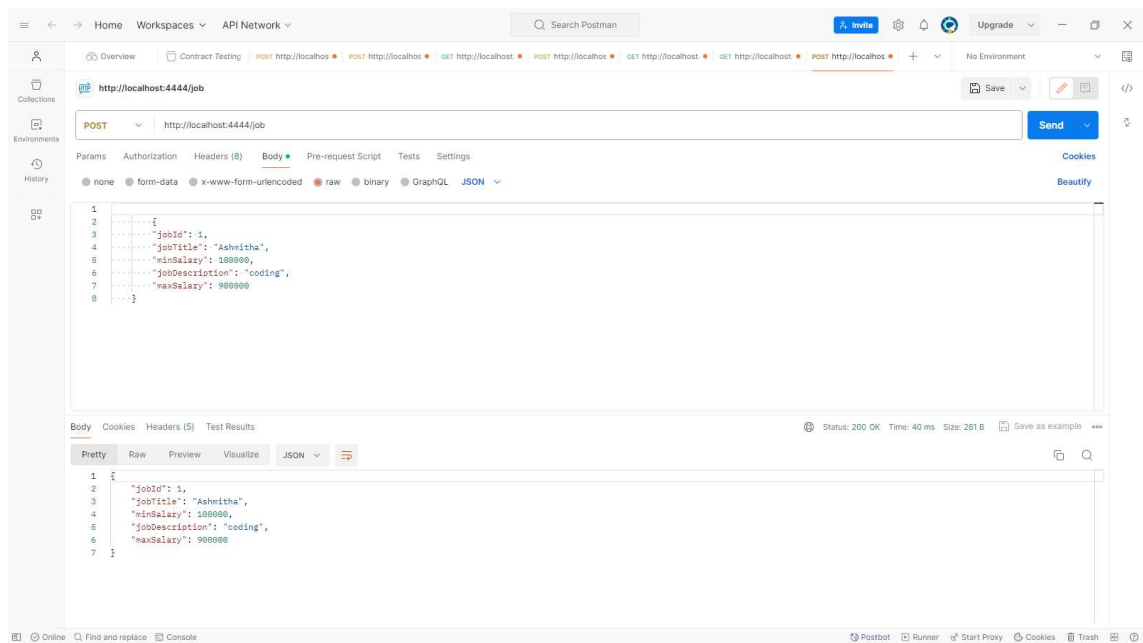 Home Workspaces API Network Search Postman Invite Upgrade
Overview Contract Testing POST http://localhos POST http://localhos GET http://localhost. POST http://localhos GET http://localhost. GET http://localhost: POST http://localhos No Environment
Collections
Environments
History
HTTP http://localhost:4444/job Save
POST http://localhost:4444/job Send
Params Authorization Headers (8) Body Pre-request Script Tests Settings Cookies
none form-data x-www-form-urlencoded raw binary GraphQL JSON Beautify
1
2 {
3 "jobId": 1,
4 "jobTitle": "Ashmitha",
5 "minSalary": 100000,
6 "jobDescription": "coding",
7 "maxSalary": 900000
8 }
Body Cookies Headers (5) Test Results Status: 200 OK Time: 40 ms Size: 261 B Save as example
Pretty Raw Preview Visualize JSON
1 {
2 "jobId": 1,
3 "jobTitle": "Ashmitha",
4 "minSalary": 100000,
5 "jobDescription": "coding",
6 "maxSalary": 900000
7 }
Online Find and replace Console Postbot Runner Start Proxy Cookies Trash